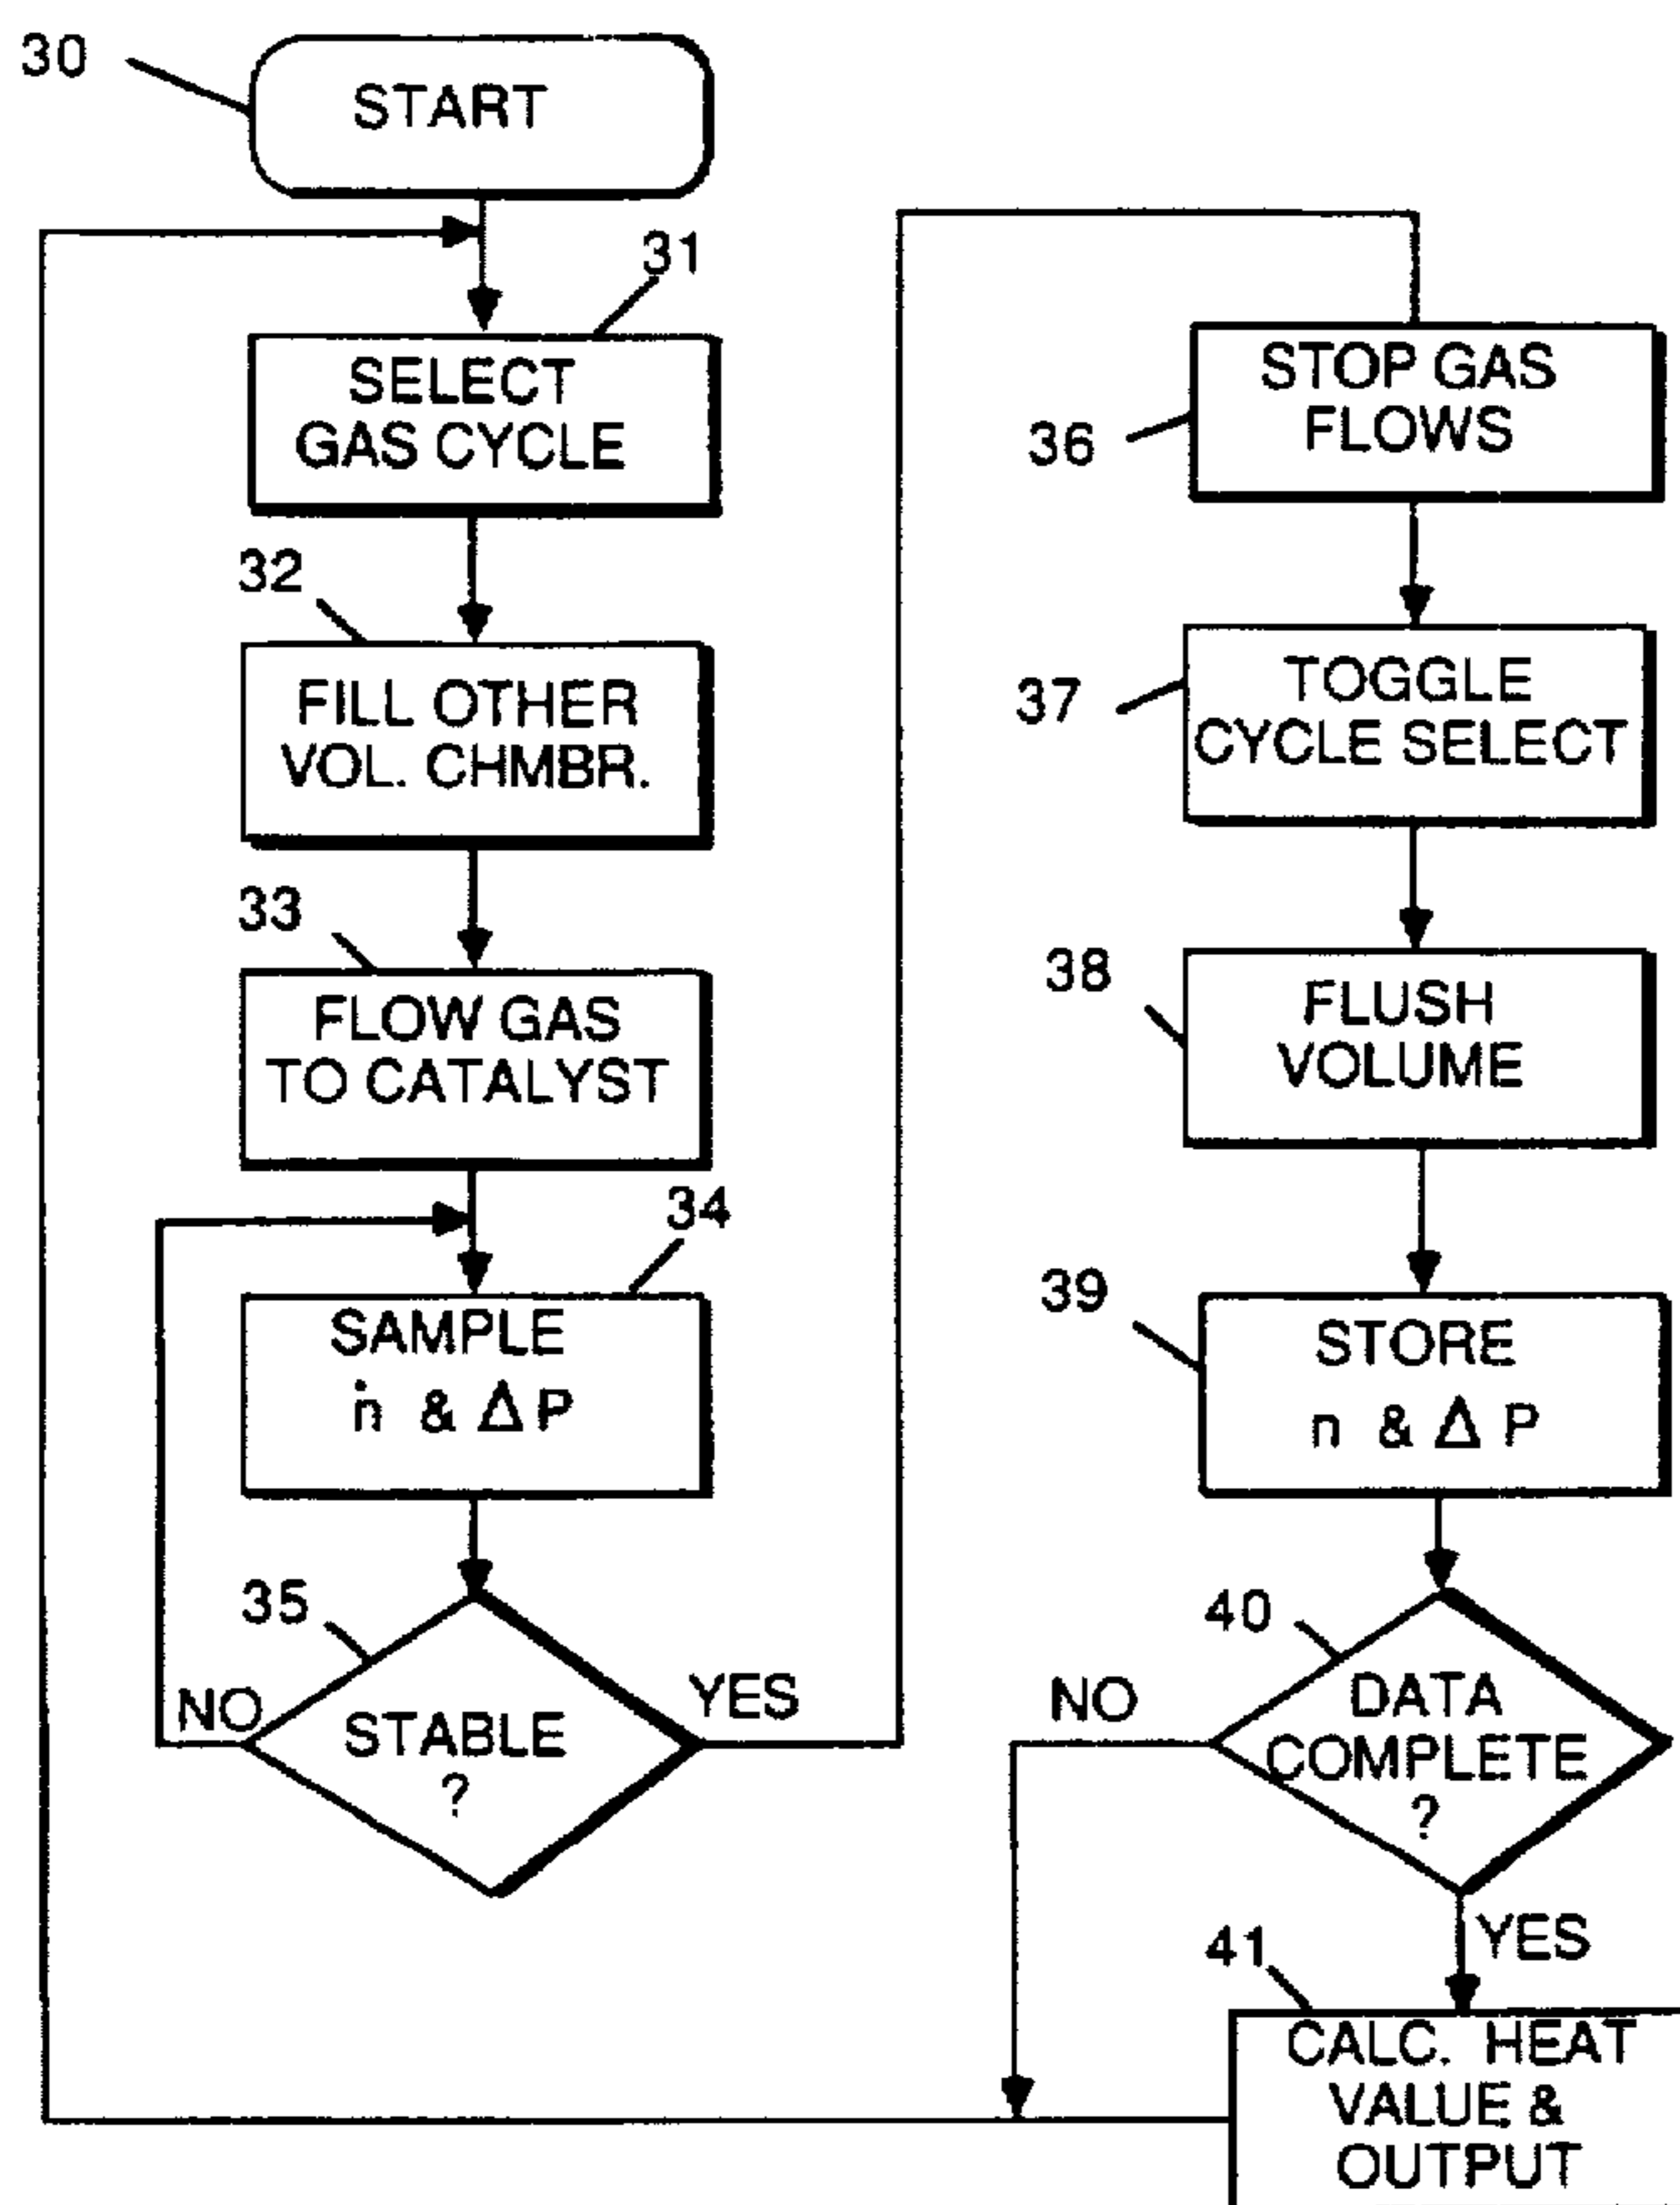 30
START
31
SELECT
GAS CYCLE
32
FILL OTHER
VOL. CHMBR.
33
FLOW GAS
TO CATALYST
34
SAMPLE
ṅ & Δ P
35
STABLE
?
NO
YES
36
STOP GAS
FLOWS
37
TOGGLE
CYCLE SELECT
38
FLUSH
VOLUME
39
STORE
n & Δ P
40
DATA
COMPLETE
?
NO
YES
41
CALC. HEAT
VALUE &
OUTPUT